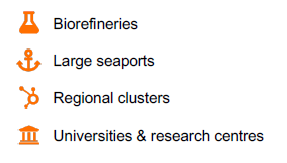 Biorefineries
Large seaports
Regional clusters
Universities & research centres